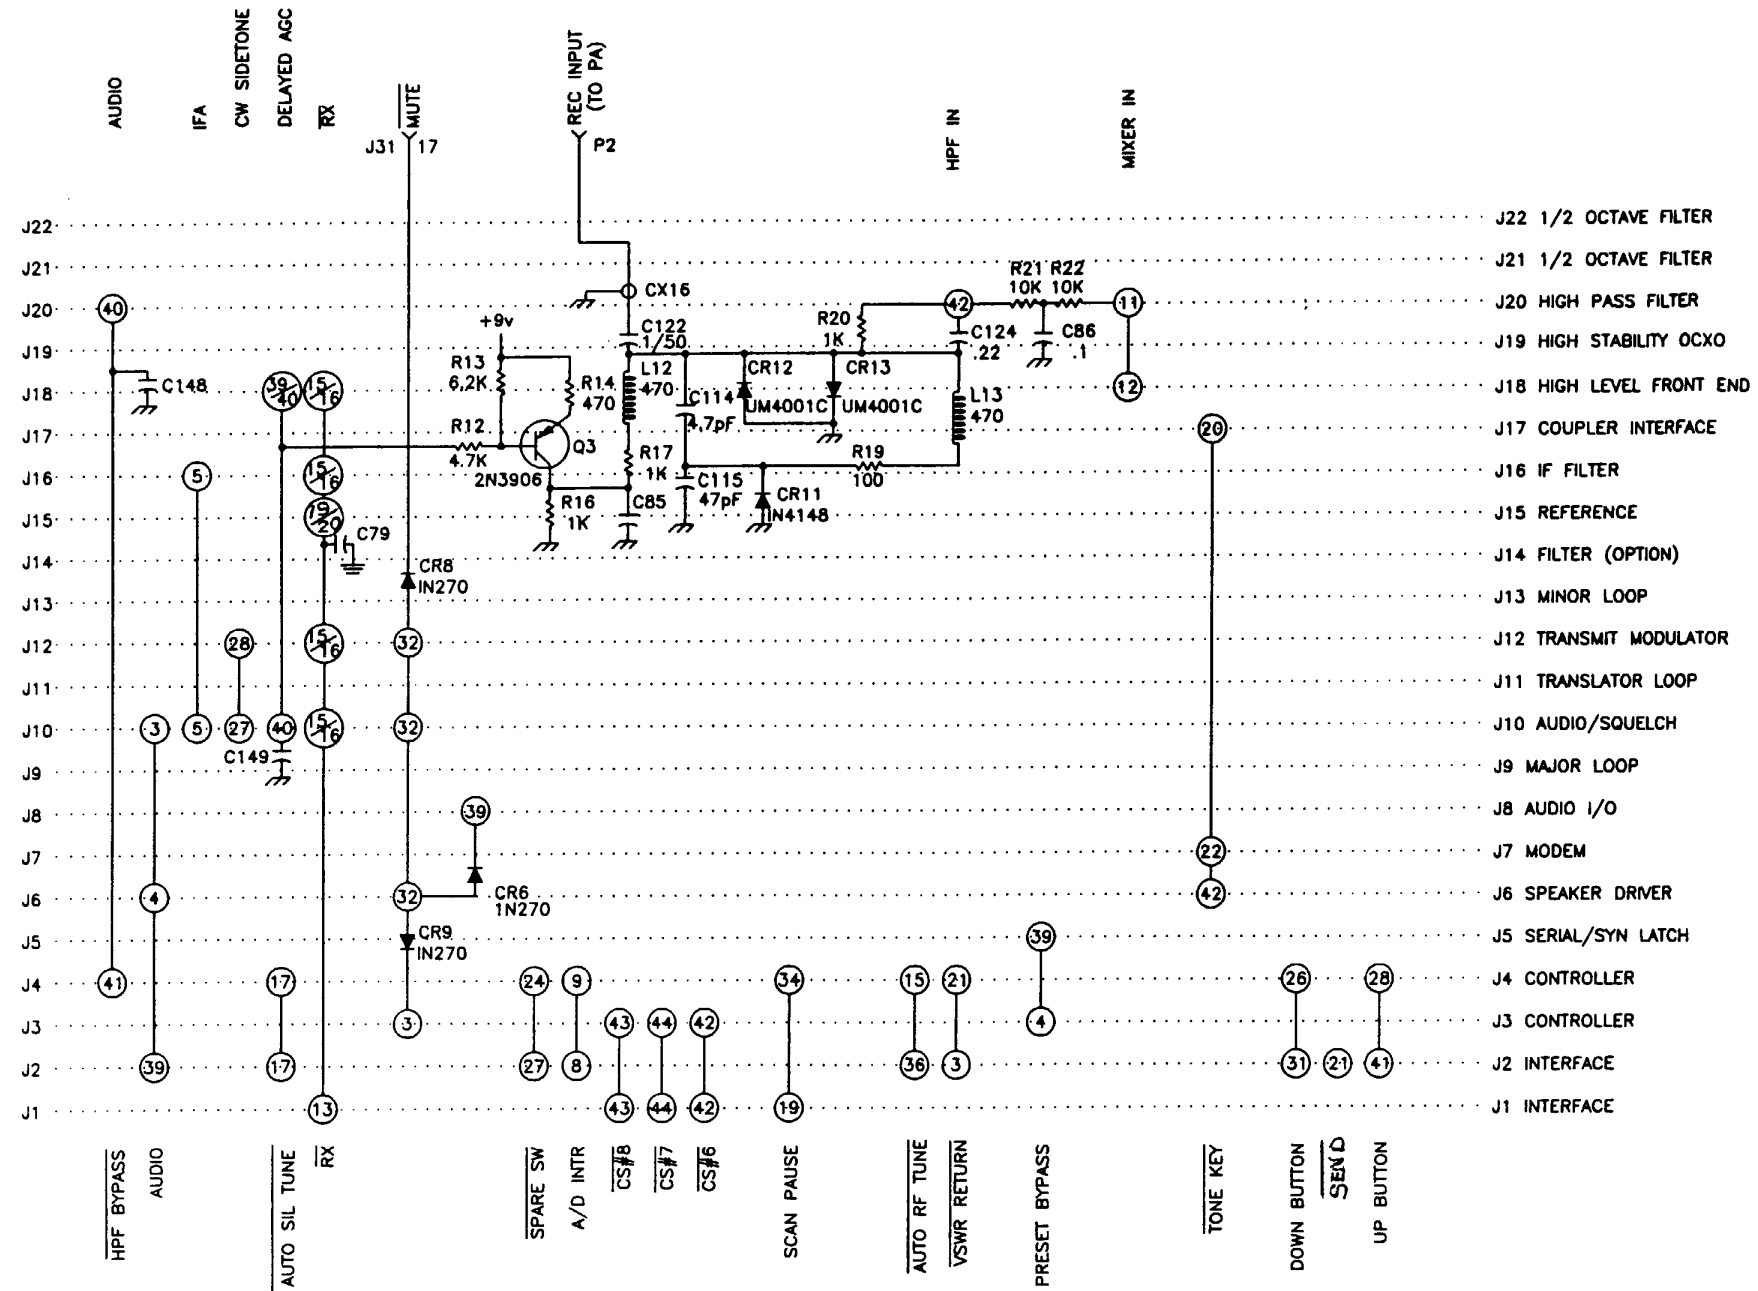 AUDIO
IFA
CW SIDETONE
DELAYED AGC
RX
MUTE
J31 17
REC INPUT
(TO PA)
P2
HPF IN
MIXER IN
J22 J22 1/2 OCTAVE FILTER
J21 J21 1/2 OCTAVE FILTER
CX16
R21 R22
10K 10K
J20 40 42 11 J20 HIGH PASS FILTER
+9v
C122
1/50
R20
1K
C124
.22
C86
.1
J19 J19 HIGH STABILITY OCXO
R13
6,2K
R14
470
L12
470
CR12
UM4001C
CR13
UM4001C
C148
J18 39/40 15/16 12 J18 HIGH LEVEL FRONT END
C114
4,7pF
L13
470
R12
4.7K
Q3
2N3906
J17 20 J17 COUPLER INTERFACE
R17
1K
R19
100
J16 5 15/16 J16 IF FILTER
R16
1K
C85
C115
47pF
CR11
IN4148
J15 19/20 J15 REFERENCE
C79
J14 J14 FILTER (OPTION)
CR8
IN270
J13 J13 MINOR LOOP
J12 28 15/16 32 J12 TRANSMIT MODULATOR
J11 J11 TRANSLATOR LOOP
J10 3 5 27 40 15/16 32 J10 AUDIO/SQUELCH
C149
J9 J9 MAJOR LOOP
J8 39 J8 AUDIO I/O
J7 22 J7 MODEM
J6 4 32 42 J6 SPEAKER DRIVER
CR6
1N270
CR9
IN270
J5 39 J5 SERIAL/SYN LATCH
J4 41 17 24 9 34 15 21 26 28 J4 CONTROLLER
J3 3 43 44 42 4 J3 CONTROLLER
J2 39 17 27 8 36 3 31 21 41 J2 INTERFACE
J1 13 43 44 42 19 J1 INTERFACE
HPF BYPASS
AUDIO
AUTO SIL TUNE
RX
SPARE SW
A/D INTR
CS#8
CS#7
CS#6
SCAN PAUSE
AUTO RF TUNE
VSWR RETURN
PRESET BYPASS
TONE KEY
DOWN BUTTON
SEND
UP BUTTON